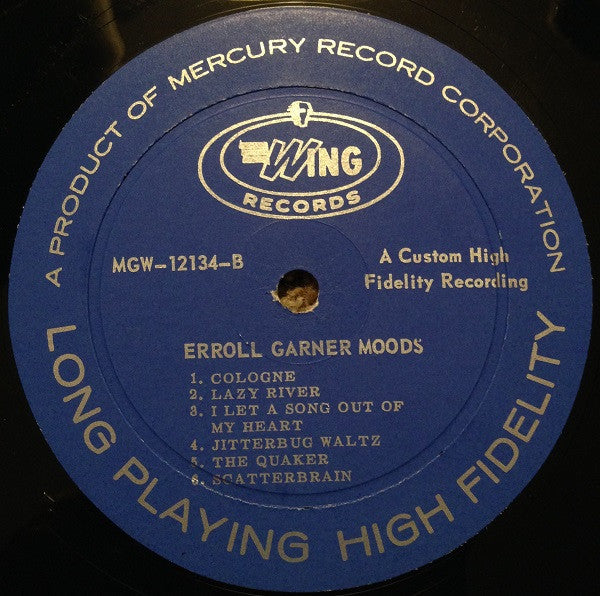 A PRODUCT OF MERCURY RECORD CORPORATION
WING
RECORDS
MGW-12134-B
A Custom High
Fidelity Recording
ERROLL GARNER MOODS
1. COLOGNE
2. LAZY RIVER
3. I LET A SONG OUT OF
MY HEART
4. JITTERBUG WALTZ
5. THE QUAKER
6. SCATTERBRAIN
LONG PLAYING HIGH FIDELITY